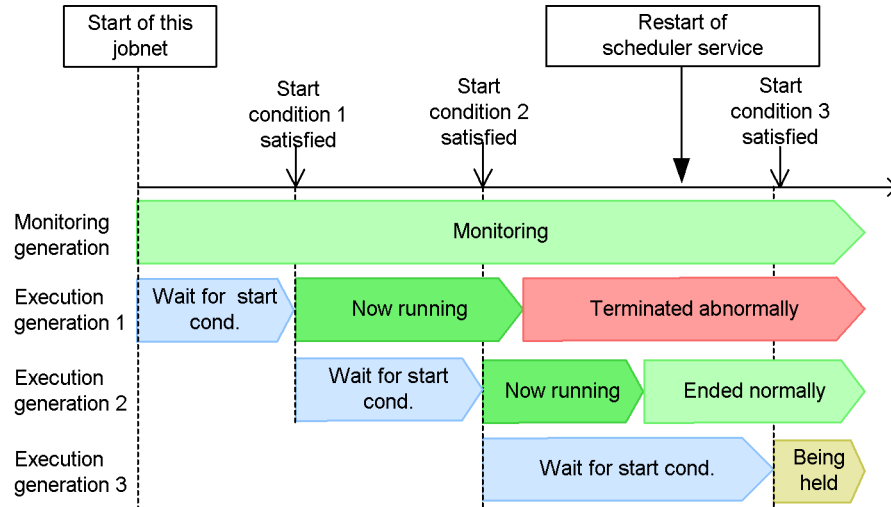 Start of this
jobnet
Restart of
scheduler service
Start
condition 1
satisfied
Start
condition 2
satisfied
Start
condition 3
satisfied
Monitoring
generation
Monitoring
Execution
generation 1
Wait for start
cond.
Now running
Terminated abnormally
Execution
generation 2
Wait for start
cond.
Now running
Ended normally
Execution
generation 3
Wait for start cond.
Being
held